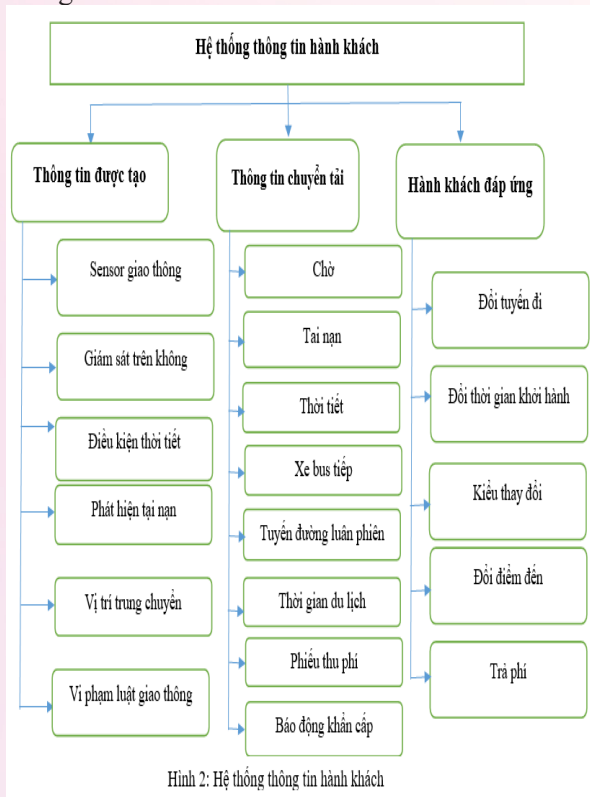 Hệ thống thông tin hành khách
Thông tin được tạo
Sensor giao thông
Giám sát trên không
Điều kiện thời tiết
Phát hiện tại nạn
Vị trí trung chuyển
Vi phạm luật giao thông
Thông tin chuyển tải
Chờ
Tai nạn
Thời tiết
Xe bus tiếp
Tuyến đường luân phiên
Thời gian du lịch
Phiếu thu phí
Báo động khẩn cấp
Hành khách đáp ứng
Đổi tuyến đi
Đổi thời gian khởi hành
Kiểu thay đổi
Đổi điểm đến
Trả phí
Hình 2: Hệ thống thông tin hành khách